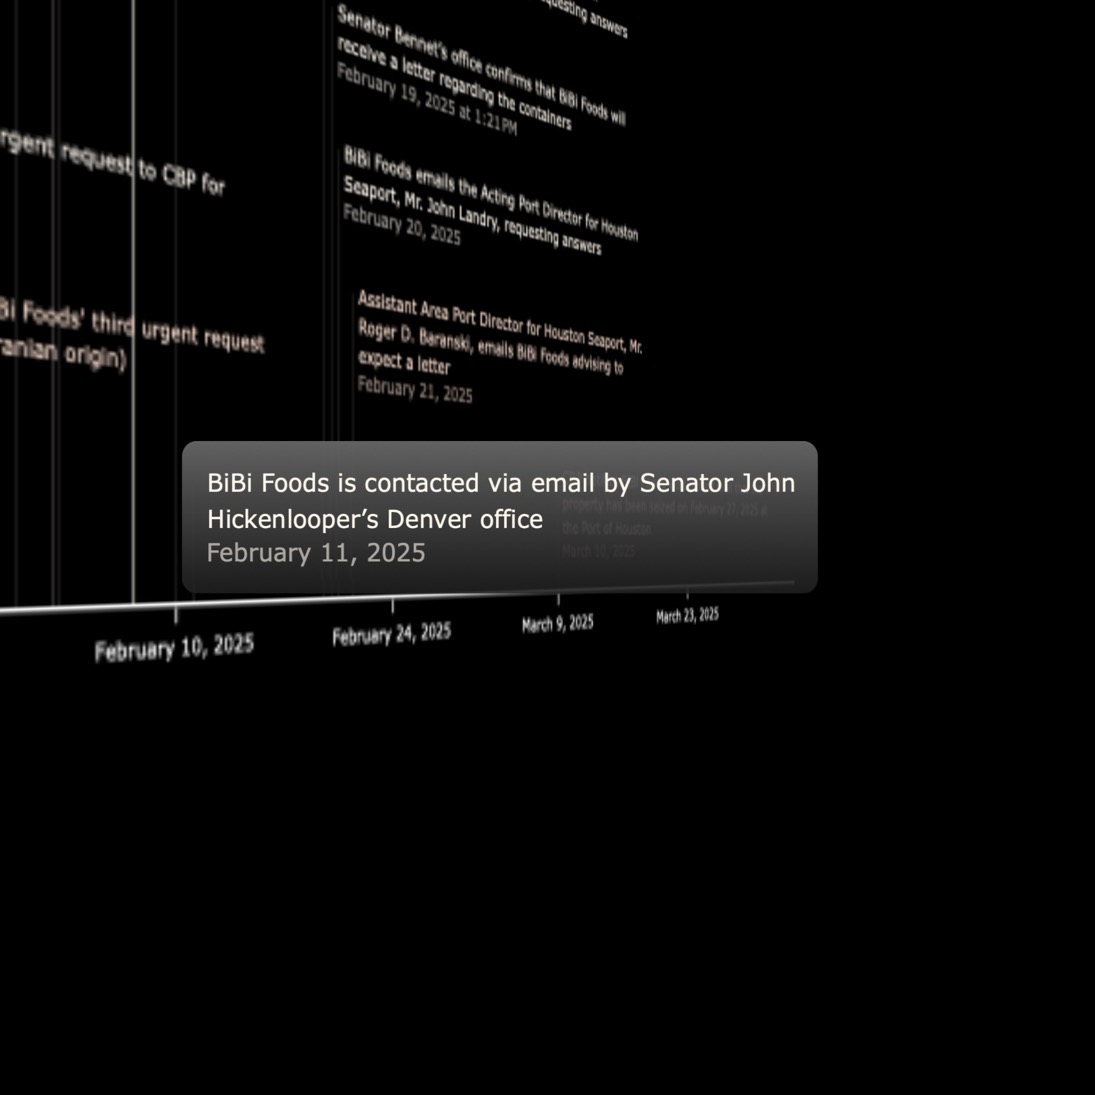 requesting answers
Senator Bennet's office confirms that BiBi Foods will
receive a letter regarding the containers
February 19, 2025 at 1:21PM
urgent request to CBP for
BiBi Foods emails the Acting Port Director for Houston
Seaport, Mr. John Landry, requesting answers
February 20, 2025
BiBi Foods' third urgent request
Iranian origin)
Assistant Area Port Director for Houston Seaport, Mr.
Roger D. Baranski, emails BiBi Foods advising to
expect a letter
February 21, 2025
BiBi Foods is contacted via email by Senator John
Hickenlooper’s Denver office
February 11, 2025
property has been seized on February 27, 2025 at
the Port of Houston
March 10, 2025
February 10, 2025
February 24, 2025
March 9, 2025
March 23, 2025